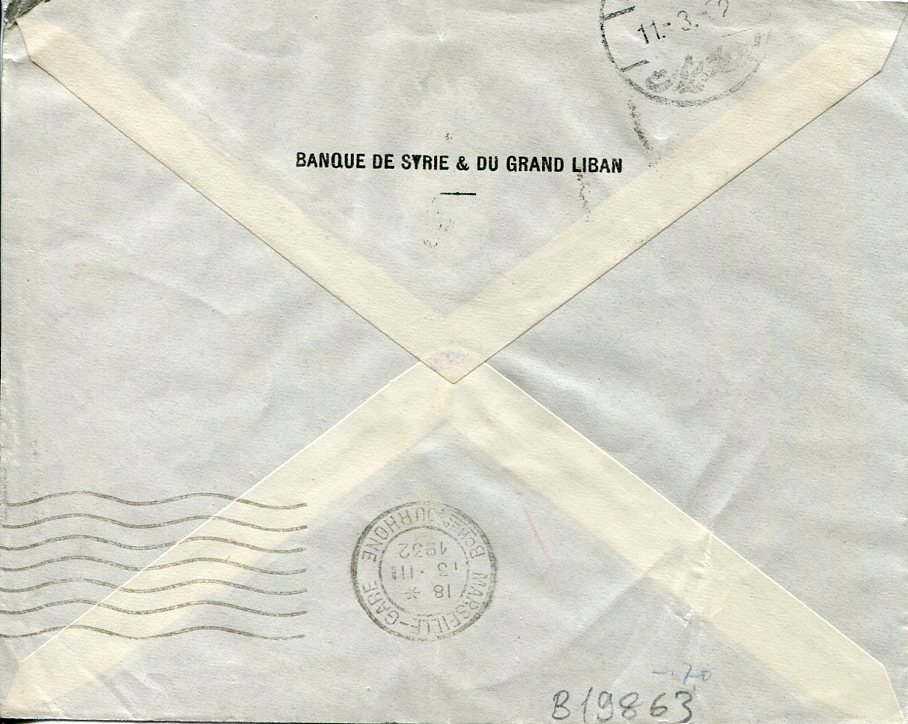 11.-3.-32
BANQUE DE SYRIE & DU GRAND LIBAN
MARSEILLE-GARE
18 *
13 - III
1932
BCHES DU RHONE
-.70
B19863